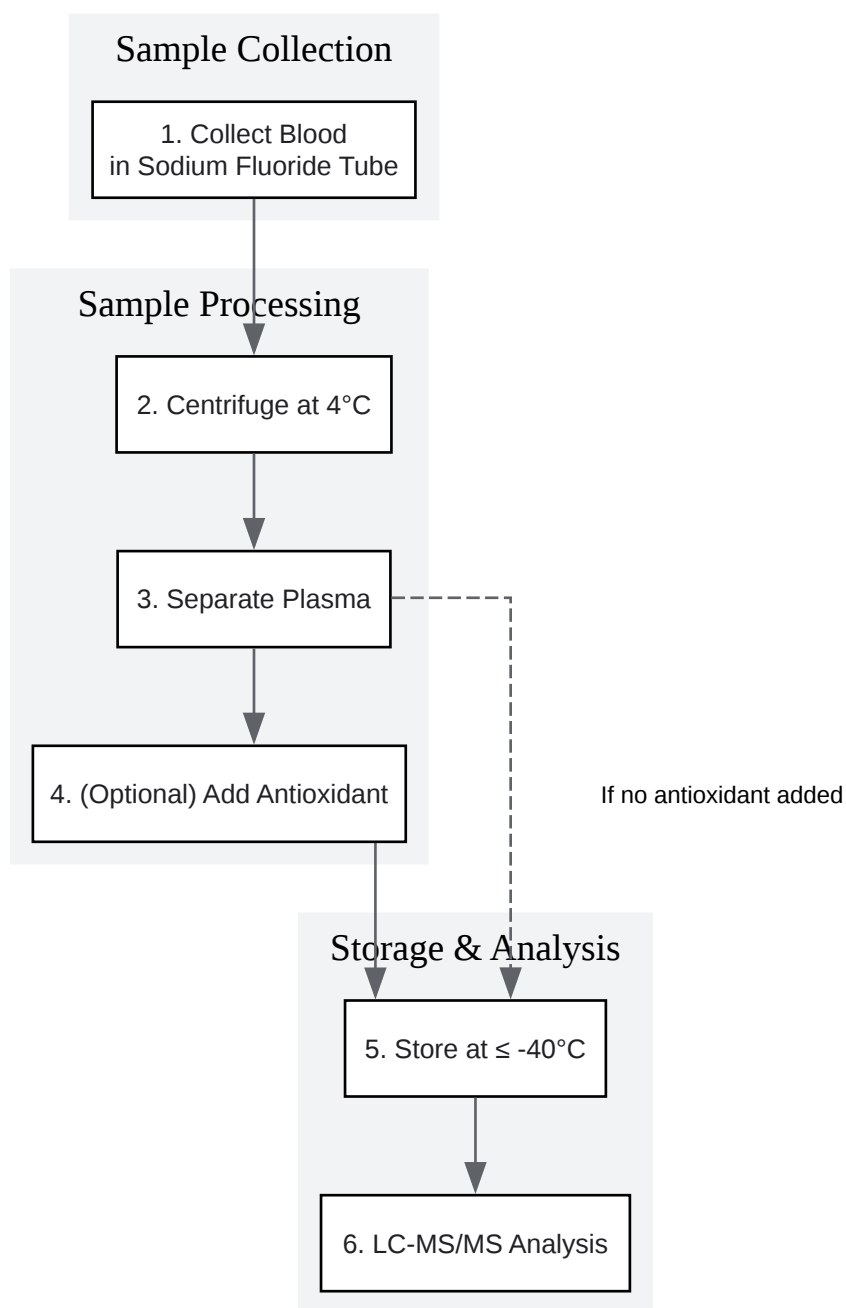 Sample Collection
1. Collect Blood
in Sodium Fluoride Tube
Sample Processing
2. Centrifuge at 4°C
3. Separate Plasma
4. (Optional) Add Antioxidant
If no antioxidant added
Storage & Analysis
5. Store at ≤ -40°C
6. LC-MS/MS Analysis